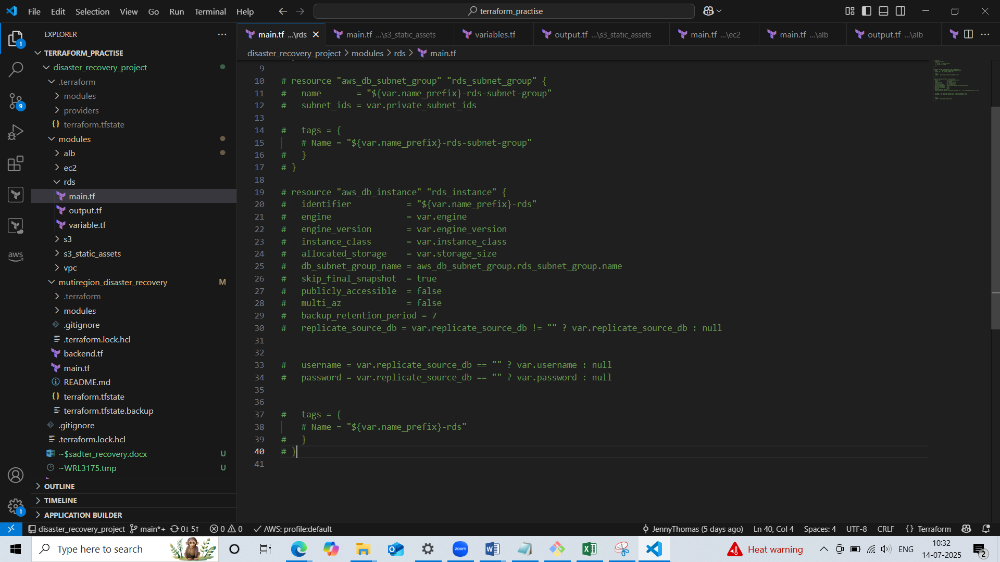 File Edit Selection View Go Run Terminal Help
terraform_practise
EXPLORER
TERRAFORM_PRACTISE
disaster_recovery_project
.terraform
modules
providers
{} terraform.tfstate
modules
alb
ec2
rds
main.tf
output.tf
variable.tf
s3
s3_static_assets
vpc
mutiregion_disaster_recovery M
.terraform
modules
.gitignore
.terraform.lock.hcl
backend.tf
main.tf
README.md
{} terraform.tfstate
terraform.tfstate.backup
.gitignore
.terraform.lock.hcl
~$sadter_recovery.docx U
~WRL3175.tmp U
OUTLINE
TIMELINE
APPLICATION BUILDER
1
9
aws
1
main.tf ...\rds
main.tf ...\s3_static_assets
variables.tf
output.tf ...\s3_static_assets
main.tf ...\ec2
main.tf ...\alb
output.tf ...\alb
disaster_recovery_project > modules > rds > main.tf
9
10 # resource "aws_db_subnet_group" "rds_subnet_group" {
11 #   name       = "${var.name_prefix}-rds-subnet-group"
12 #   subnet_ids = var.private_subnet_ids
13
14 #   tags = {
15     # Name = "${var.name_prefix}-rds-subnet-group"
16 #   }
17 # }
18
19 # resource "aws_db_instance" "rds_instance" {
20 #   identifier           = "${var.name_prefix}-rds"
21 #   engine               = var.engine
22 #   engine_version       = var.engine_version
23 #   instance_class       = var.instance_class
24 #   allocated_storage    = var.storage_size
25 #   db_subnet_group_name = aws_db_subnet_group.rds_subnet_group.name
26 #   skip_final_snapshot  = true
27 #   publicly_accessible  = false
28 #   multi_az             = false
29 #   backup_retention_period = 7
30 #   replicate_source_db = var.replicate_source_db != "" ? var.replicate_source_db : null
31
32
33 #   username = var.replicate_source_db == "" ? var.username : null
34 #   password = var.replicate_source_db == "" ? var.password : null
35
36
37 #   tags = {
38     # Name = "${var.name_prefix}-rds"
39 #   }
40 # }
41
disaster_recovery_project main*+ 0↓ 5↑ 0 0 AWS: profile:default
JennyThomas (5 days ago) Ln 40, Col 4 Spaces: 4 UTF-8 CRLF {} Terraform
Type here to search
zoom
Heat warning
ENG
10:32
14-07-2025
2